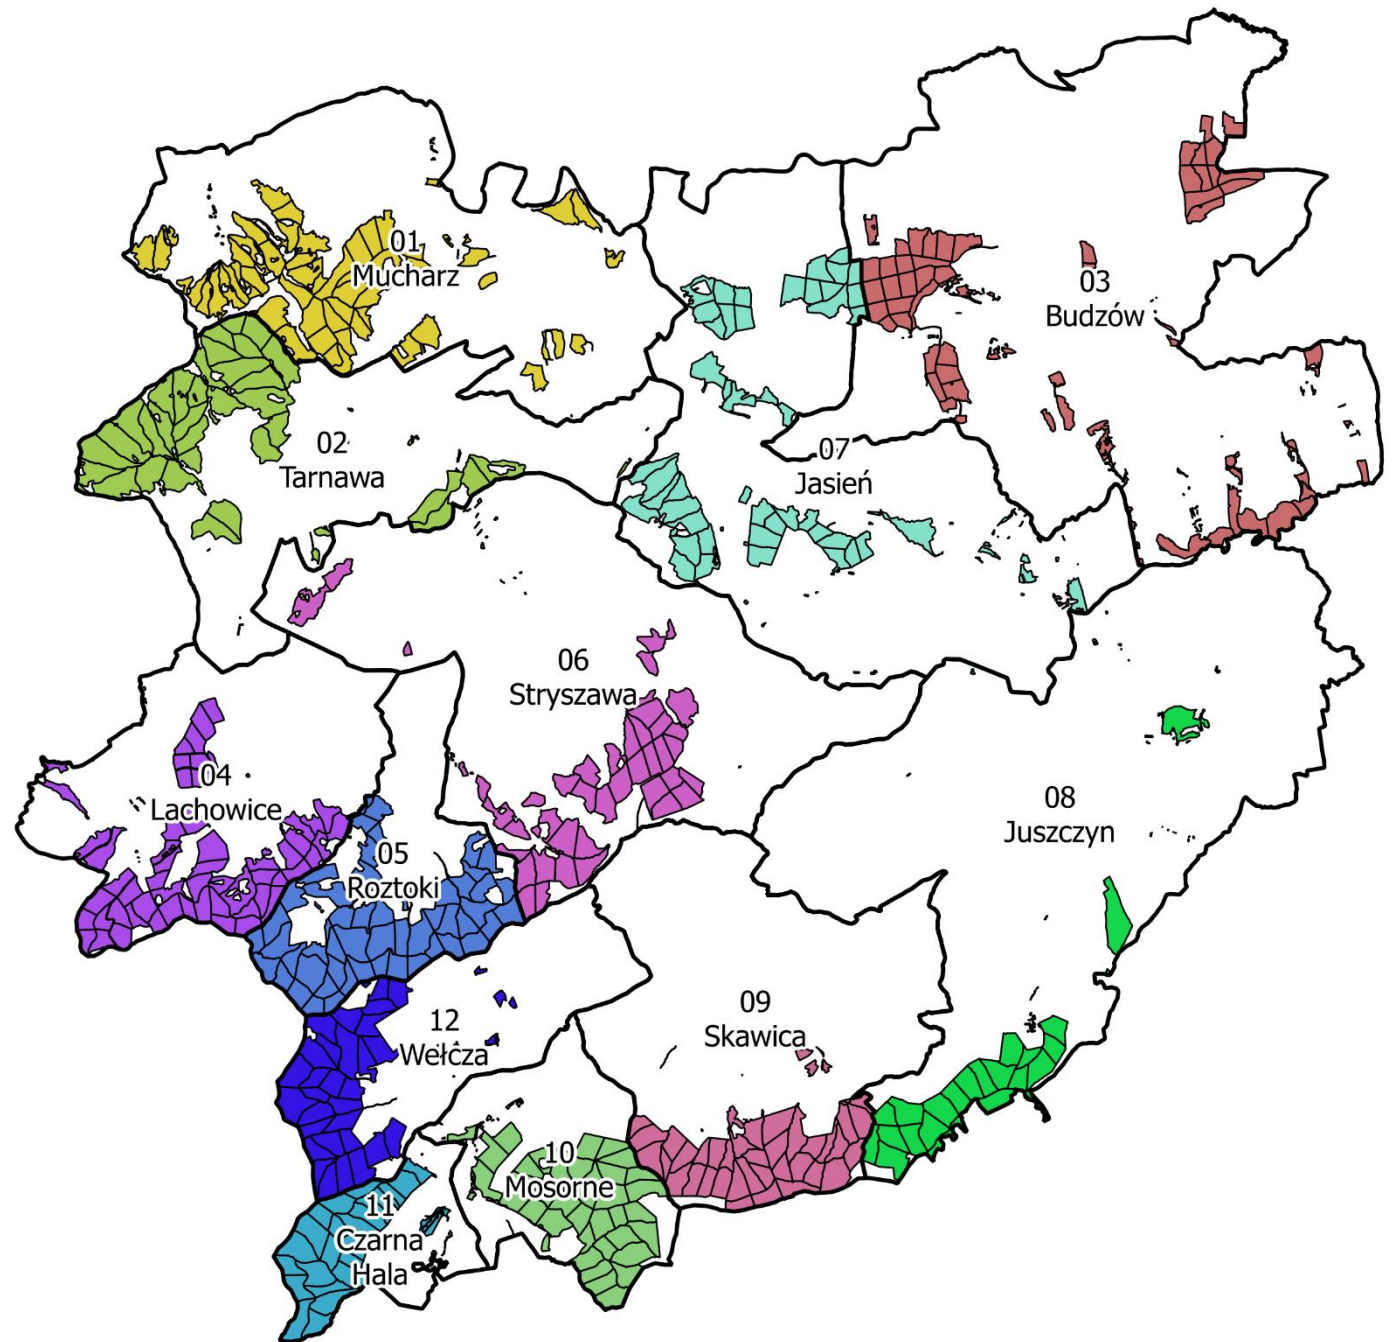 01
Mucharz
02
Tarnawa
03
Budzów
04
Lachowice
05
Roztoki
06
Stryszawa
07
Jasień
08
Juszczyn
09
Skawica
10
Mosorne
11
Czarna
Hala
12
Wełcza